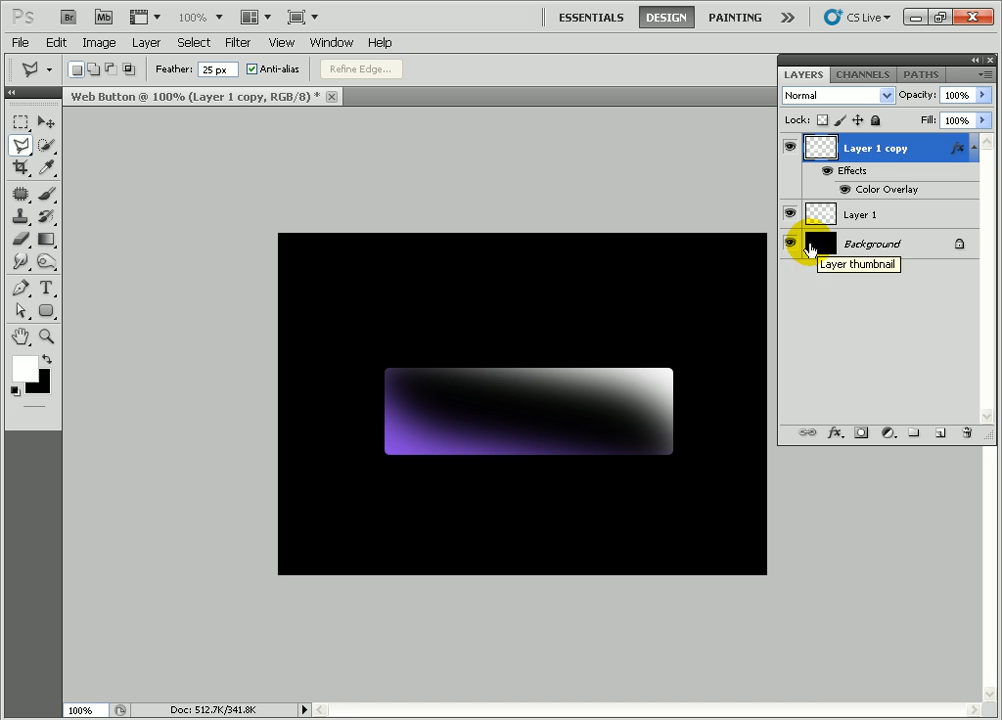 Ps Br Mb 100% ESSENTIALS DESIGN PAINTING CS Live
File Edit Image Layer Select Filter View Window Help
Feather: 25 px Anti-alias Refine Edge...
Web Button @ 100% (Layer 1 copy, RGB/8) *
LAYERS CHANNELS PATHS
Normal Opacity: 100%
Lock: Fill: 100%
Layer 1 copy fx
Effects
Color Overlay
Layer 1
Background
Layer thumbnail
T
fx
100% Doc: 512.7K/341.8K